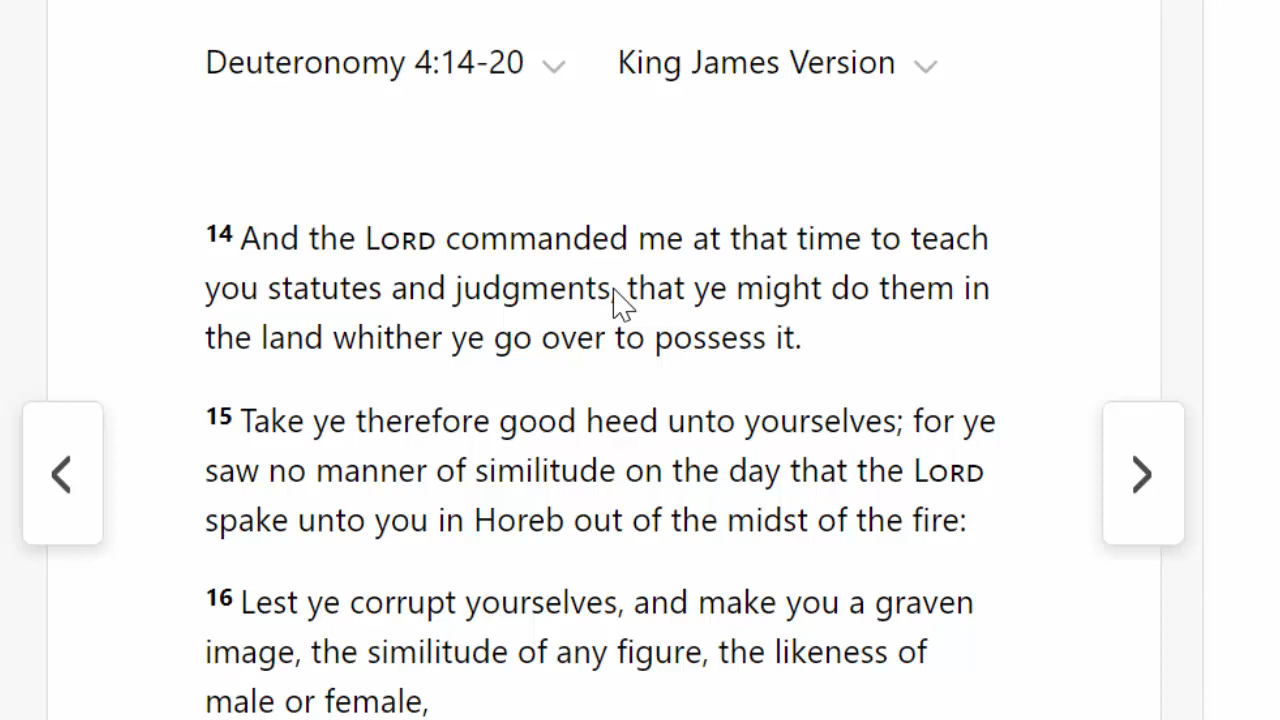 Deuteronomy 4:14-20 King James Version
14 And the LORD commanded me at that time to teach
you statutes and judgments, that ye might do them in
the land whither ye go over to possess it.
15 Take ye therefore good heed unto yourselves; for ye
saw no manner of similitude on the day that the LORD
spake unto you in Horeb out of the midst of the fire:
16 Lest ye corrupt yourselves, and make you a graven
image, the similitude of any figure, the likeness of
male or female,